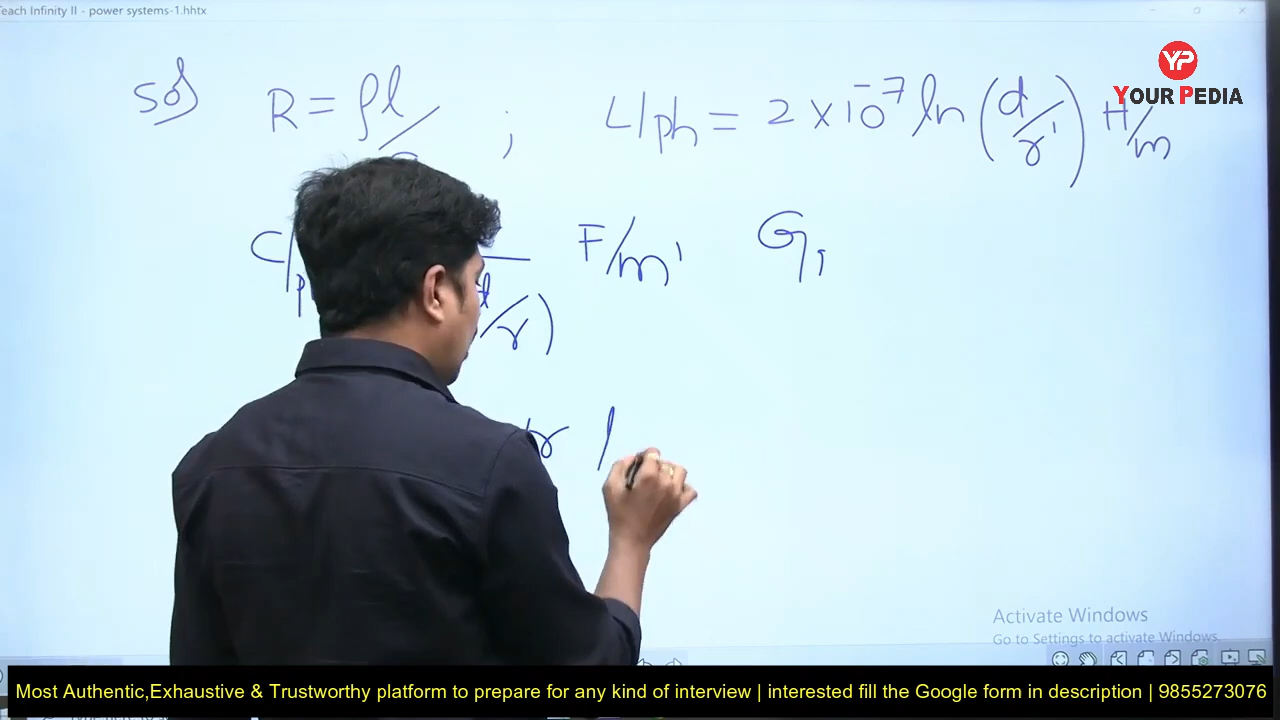 Teach Infinity II - power systems-1.hhtx
YP
YOUR PEDIA
Sol R = ρl/ ; L/ph = 2 × 10⁻⁷ ln (d/r') H/m
C/p F/m, G,
/r)
r l
Activate Windows
Go to Settings to activate Windows.
Most Authentic,Exhaustive & Trustworthy platform to prepare for any kind of interview | interested fill the Google form in description | 9855273076